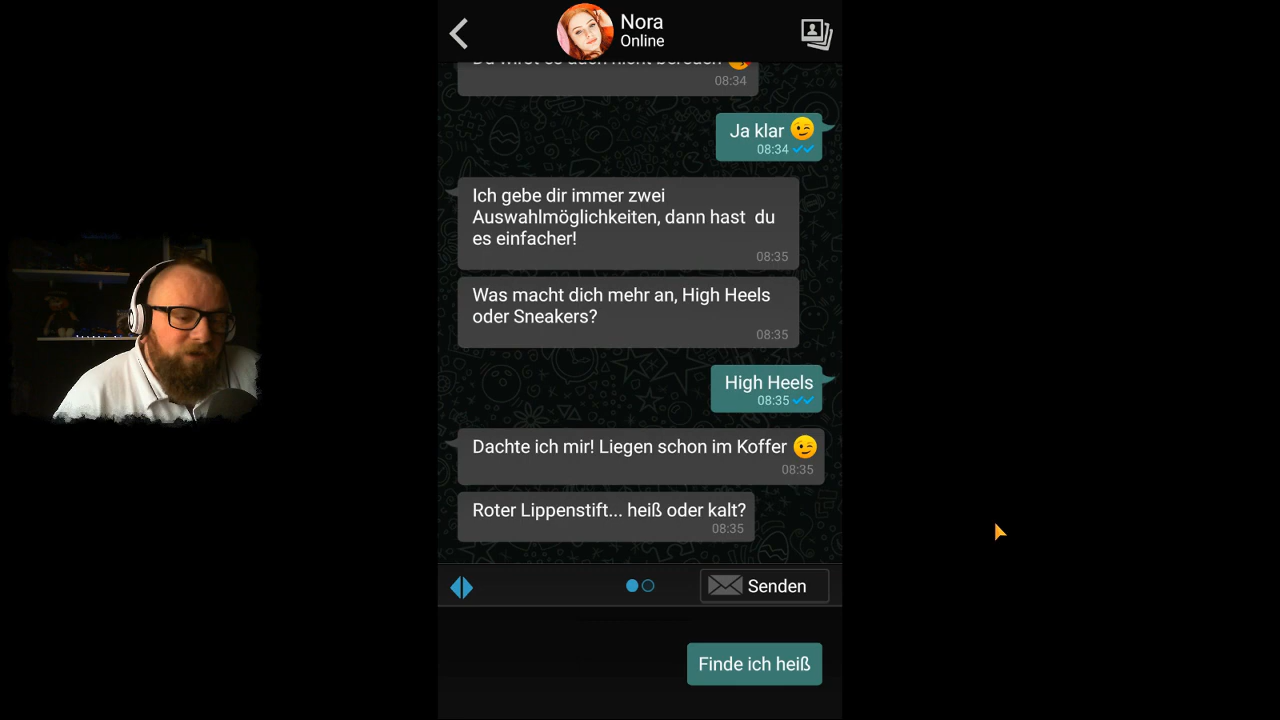 Nora
Online
08:34
Ja klar 😉
08:34
Ich gebe dir immer zwei
Auswahlmöglichkeiten, dann hast du
es einfacher!
08:35
Was macht dich mehr an, High Heels
oder Sneakers?
08:35
High Heels
08:35
Dachte ich mir! Liegen schon im Koffer 😉
08:35
Roter Lippenstift... heiß oder kalt?
08:35
Senden
Finde ich heiß